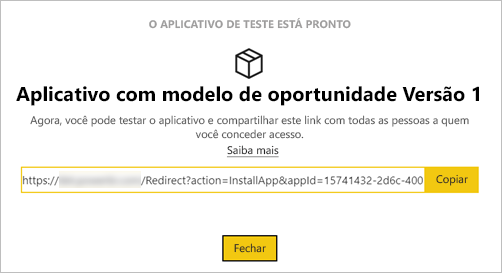 O APLICATIVO DE TESTE ESTÁ PRONTO
Aplicativo com modelo de oportunidade Versão 1
Agora, você pode testar o aplicativo e compartilhar este link com todas as pessoas a quem
você conceder acesso.
Saiba mais
https:// /Redirect?action=InstallApp&appId=15741432-2d6c-400 Copiar
Fechar